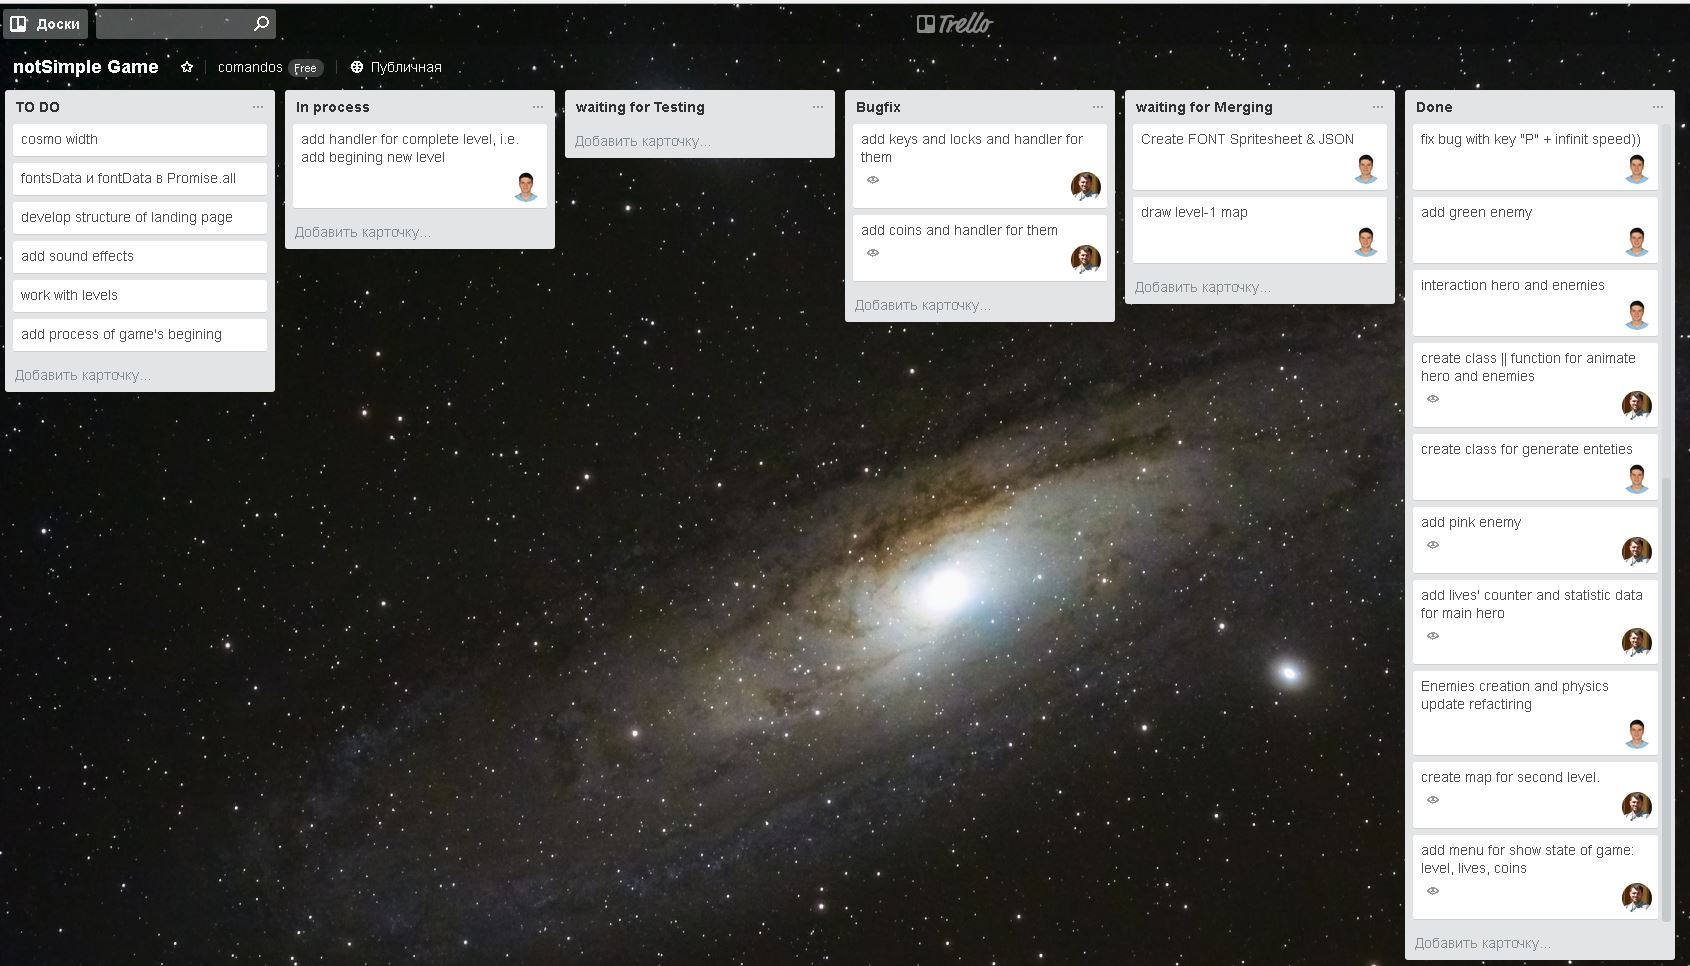 Доски
Trello
notSimple Game
comandos Free
Публичная
TO DO
cosmo width
fontsData и fontData в Promise.all
develop structure of landing page
add sound effects
work with levels
add process of game's begining
Добавить карточку...
In process
add handler for complete level, i.e.
add begining new level
Добавить карточку...
waiting for Testing
Добавить карточку...
Bugfix
add keys and locks and handler for
them
add coins and handler for them
Добавить карточку...
waiting for Merging
Create FONT Spritesheet & JSON
draw level-1 map
Добавить карточку...
Done
fix bug with key "P" + infinit speed))
add green enemy
interaction hero and enemies
create class || function for animate
hero and enemies
create class for generate enteties
add pink enemy
add lives' counter and statistic data
for main hero
Enemies creation and physics
update refactiring
create map for second level.
add menu for show state of game:
level, lives, coins
Добавить карточку...